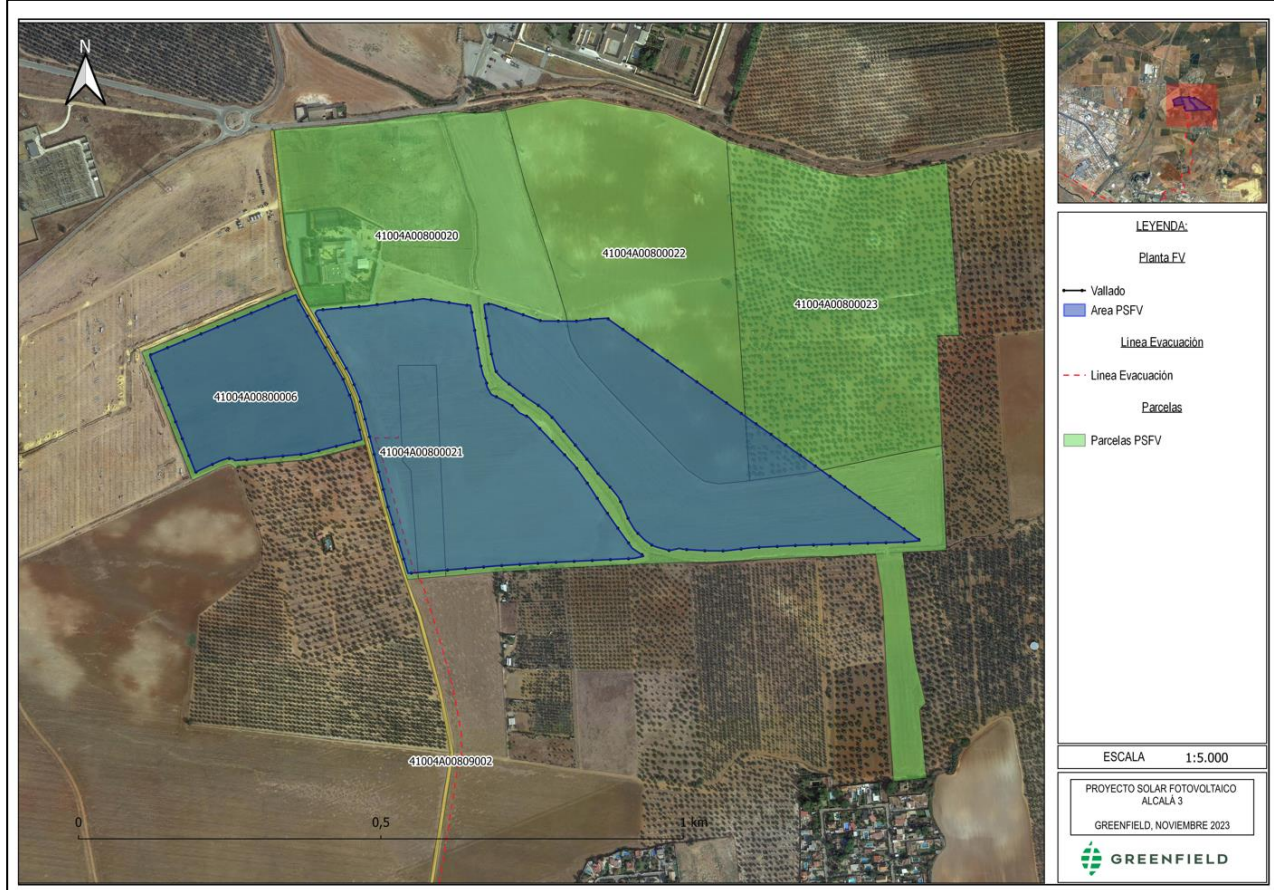 N
41004A00800020
41004A00800022
41004A00800023
41004A00800006
41004A00800021
41004A00809002
0
0,5
1 km
LEYENDA:
Planta FV
Vallado
Area PSFV
Linea Evacuación
Linea Evacuación
Parcelas
Parcelas PSFV
ESCALA 1:5.000
PROYECTO SOLAR FOTOVOLTAICO
ALCALÁ 3
GREENFIELD, NOVIEMBRE 2023
GREENFIELD